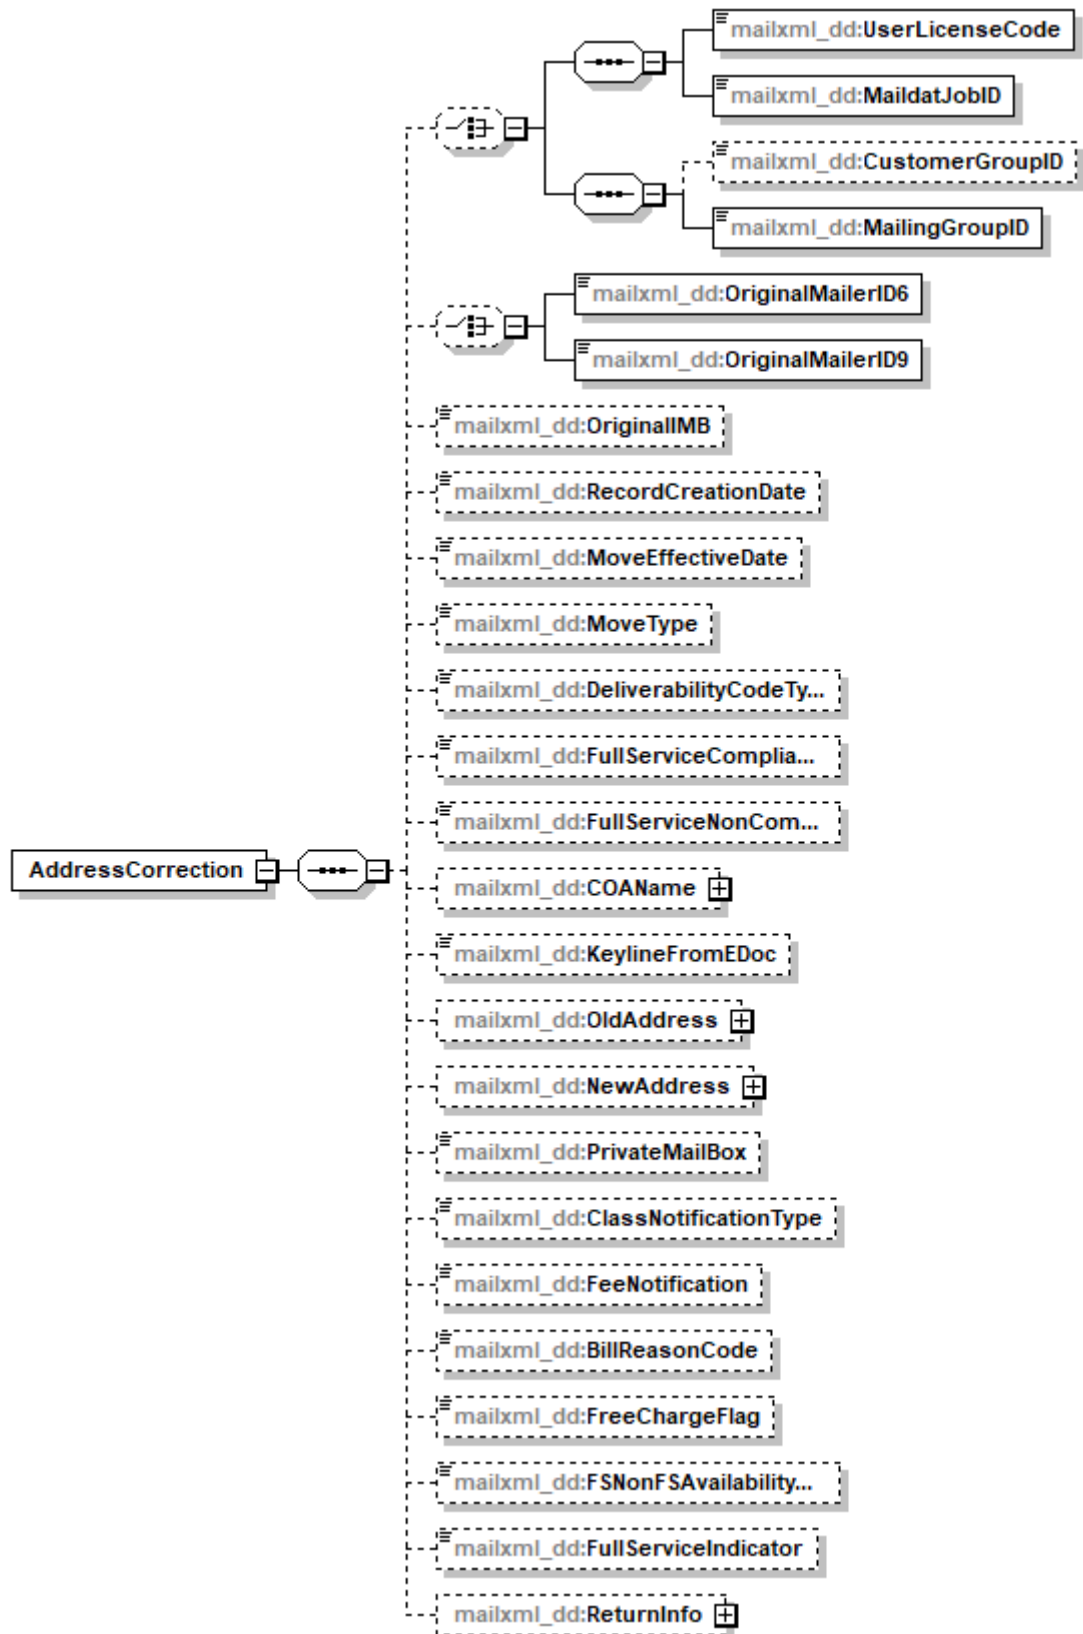 mailxml_dd:UserLicenseCode
mailxml_dd:MaildatJobID
mailxml_dd:CustomerGroupID
mailxml_dd:MailingGroupID
mailxml_dd:OriginalMailerID6
mailxml_dd:OriginalMailerID9
mailxml_dd:OriginalIMB
mailxml_dd:RecordCreationDate
mailxml_dd:MoveEffectiveDate
mailxml_dd:MoveType
mailxml_dd:DeliverabilityCodeTy...
mailxml_dd:FullServiceComplia...
mailxml_dd:FullServiceNonCom...
AddressCorrection
mailxml_dd:COAName
mailxml_dd:KeylineFromEDoc
mailxml_dd:OldAddress
mailxml_dd:NewAddress
mailxml_dd:PrivateMailBox
mailxml_dd:ClassNotificationType
mailxml_dd:FeeNotification
mailxml_dd:BillReasonCode
mailxml_dd:FreeChargeFlag
mailxml_dd:FSNonFSAvailability...
mailxml_dd:FullServiceIndicator
mailxml_dd:ReturnInfo